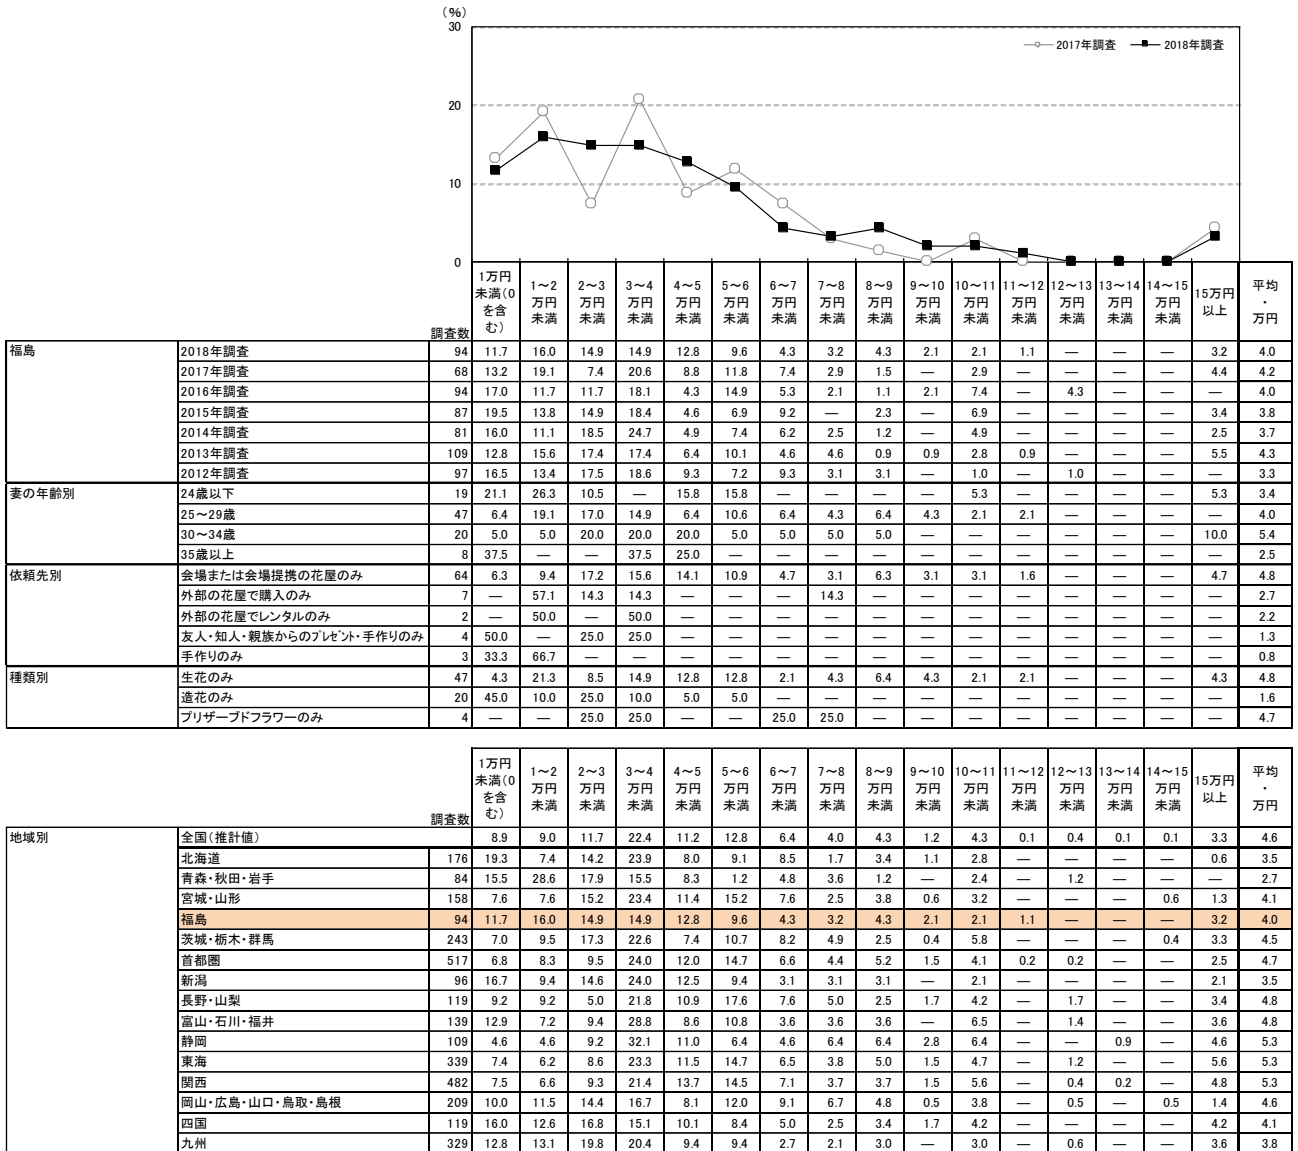 (%)
30
20
10
0
2017年調査 2018年調査
調査数 1万円未満(0を含む) 1～2万円未満 2～3万円未満 3～4万円未満 4～5万円未満 5～6万円未満 6～7万円未満 7～8万円未満 8～9万円未満 9～10万円未満 10～11万円未満 11～12万円未満 12～13万円未満 13～14万円未満 14～15万円未満 15万円以上 平均・万円
福島 2018年調査 94 11.7 16.0 14.9 14.9 12.8 9.6 4.3 3.2 4.3 2.1 2.1 1.1 — — — 3.2 4.0
2017年調査 68 13.2 19.1 7.4 20.6 8.8 11.8 7.4 2.9 1.5 — 2.9 — — — — 4.4 4.2
2016年調査 94 17.0 11.7 11.7 18.1 4.3 14.9 5.3 2.1 1.1 2.1 7.4 — 4.3 — — — 4.0
2015年調査 87 19.5 13.8 14.9 18.4 4.6 6.9 9.2 — 2.3 — 6.9 — — — — 3.4 3.8
2014年調査 81 16.0 11.1 18.5 24.7 4.9 7.4 6.2 2.5 1.2 — 4.9 — — — — 2.5 3.7
2013年調査 109 12.8 15.6 17.4 17.4 6.4 10.1 4.6 4.6 0.9 0.9 2.8 0.9 — — — 5.5 4.3
2012年調査 97 16.5 13.4 17.5 18.6 9.3 7.2 9.3 3.1 3.1 — 1.0 — 1.0 — — — 3.3
妻の年齢別 24歳以下 19 21.1 26.3 10.5 — 15.8 15.8 — — — — 5.3 — — — — 5.3 3.4
25～29歳 47 6.4 19.1 17.0 14.9 6.4 10.6 6.4 4.3 6.4 4.3 2.1 2.1 — — — — 4.0
30～34歳 20 5.0 5.0 20.0 20.0 20.0 5.0 5.0 5.0 5.0 — — — — — — 10.0 5.4
35歳以上 8 37.5 — — 37.5 25.0 — — — — — — — — — — — 2.5
依頼先別 会場または会場提携の花屋のみ 64 6.3 9.4 17.2 15.6 14.1 10.9 4.7 3.1 6.3 3.1 3.1 1.6 — — — 4.7 4.8
外部の花屋で購入のみ 7 — 57.1 14.3 14.3 — — — 14.3 — — — — — — — — 2.7
外部の花屋でレンタルのみ 2 — 50.0 — 50.0 — — — — — — — — — — — — 2.2
友人・知人・親族からのプレゼント・手作りのみ 4 50.0 — 25.0 25.0 — — — — — — — — — — — — 1.3
手作りのみ 3 33.3 66.7 — — — — — — — — — — — — — — 0.8
種類別 生花のみ 47 4.3 21.3 8.5 14.9 12.8 12.8 2.1 4.3 6.4 4.3 2.1 2.1 — — — 4.3 4.8
造花のみ 20 45.0 10.0 25.0 10.0 5.0 5.0 — — — — — — — — — — 1.6
プリザーブドフラワーのみ 4 — — 25.0 25.0 — — 25.0 25.0 — — — — — — — — 4.7
調査数 1万円未満(0を含む) 1～2万円未満 2～3万円未満 3～4万円未満 4～5万円未満 5～6万円未満 6～7万円未満 7～8万円未満 8～9万円未満 9～10万円未満 10～11万円未満 11～12万円未満 12～13万円未満 13～14万円未満 14～15万円未満 15万円以上 平均・万円
地域別 全国(推計値) 8.9 9.0 11.7 22.4 11.2 12.8 6.4 4.0 4.3 1.2 4.3 0.1 0.4 0.1 0.1 3.3 4.6
北海道 176 19.3 7.4 14.2 23.9 8.0 9.1 8.5 1.7 3.4 1.1 2.8 — — — — 0.6 3.5
青森・秋田・岩手 84 15.5 28.6 17.9 15.5 8.3 1.2 4.8 3.6 1.2 — 2.4 — 1.2 — — — 2.7
宮城・山形 158 7.6 7.6 15.2 23.4 11.4 15.2 7.6 2.5 3.8 0.6 3.2 — — — 0.6 1.3 4.1
福島 94 11.7 16.0 14.9 14.9 12.8 9.6 4.3 3.2 4.3 2.1 2.1 1.1 — — — 3.2 4.0
茨城・栃木・群馬 243 7.0 9.5 17.3 22.6 7.4 10.7 8.2 4.9 2.5 0.4 5.8 — — — 0.4 3.3 4.5
首都圏 517 6.8 8.3 9.5 24.0 12.0 14.7 6.6 4.4 5.2 1.5 4.1 0.2 0.2 — — 2.5 4.7
新潟 96 16.7 9.4 14.6 24.0 12.5 9.4 3.1 3.1 3.1 — 2.1 — — — — 2.1 3.5
長野・山梨 119 9.2 9.2 5.0 21.8 10.9 17.6 7.6 5.0 2.5 1.7 4.2 — 1.7 — — 3.4 4.8
富山・石川・福井 139 12.9 7.2 9.4 28.8 8.6 10.8 3.6 3.6 3.6 — 6.5 — 1.4 — — 3.6 4.8
静岡 109 4.6 4.6 9.2 32.1 11.0 6.4 4.6 6.4 6.4 2.8 6.4 — — 0.9 — 4.6 5.3
東海 339 7.4 6.2 8.6 23.3 11.5 14.7 6.5 3.8 5.0 1.5 4.7 — 1.2 — — 5.6 5.3
関西 482 7.5 6.6 9.3 21.4 13.7 14.5 7.1 3.7 3.7 1.5 5.6 — 0.4 0.2 — 4.8 5.3
岡山・広島・山口・鳥取・島根 209 10.0 11.5 14.4 16.7 8.1 12.0 9.1 6.7 4.8 0.5 3.8 — 0.5 — 0.5 1.4 4.6
四国 119 16.0 12.6 16.8 15.1 10.1 8.4 5.0 2.5 3.4 1.7 4.2 — — — — 4.2 4.1
九州 329 12.8 13.1 19.8 20.4 9.4 9.4 2.7 2.1 3.0 — 3.0 — 0.6 — — 3.6 3.8